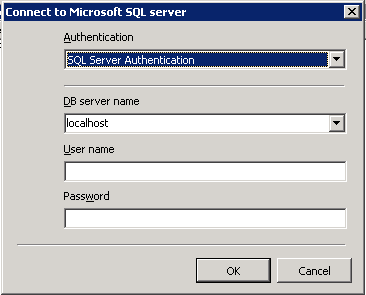 Connect to Microsoft SQL server
Authentication
SQL Server Authentication
DB server name
localhost
User name
Password
OK
Cancel